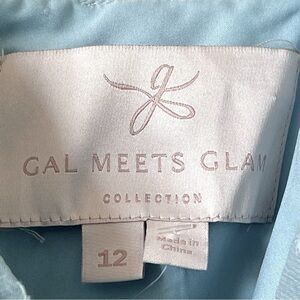 GAL MEETS GLAM
COLLECTION
12
Made in
China